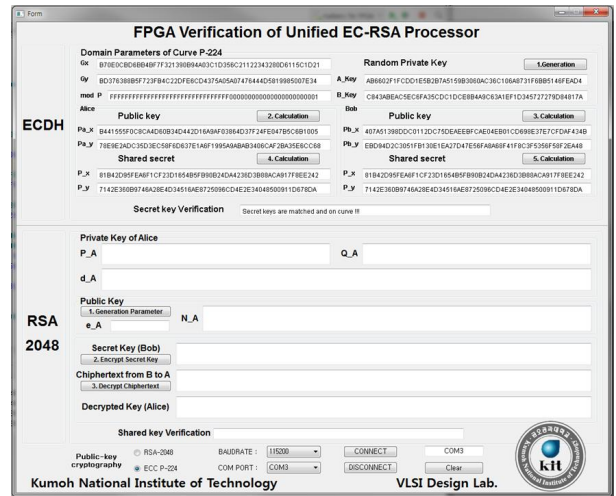 Form
FPGA Verification of Unified EC-RSA Processor
ECDH
Domain Parameters of Curve P-224
Gx B70E0CBD6BB4BF7F321390B94A03C1D356C21122343280D6115C1D21
Gy BD376388B5F723FB4C22DFE6CD4375A05A07476444D5819985007E34
mod P FFFFFFFFFFFFFFFFFFFFFFFFFFFFFFFF000000000000000000000001
Random Private Key
1.Generation
A_Key AB6602F1FCDD1E5B2B7A5159B3060AC36C106A8731F6BB5146FEAD4
B_Key C843ABEAC5EC6FA35CDC1DCE8B4A9C63A1EF1D345727279D84817A
Alice
Public key
2. Calculation
Pa_x B441555F0C8CA4D60B34D442D16A9AF03864D37F24FE047B5C6B1005
Pa_y 78E9E2ADC35D3EC58F6D637E1A6F1995A9ABAB3406CAF2BA35E6CC68
Shared secret
4. Calculation
P_x 81B42D95FEA6F1CF23D1654B5FB90B24DA4236D3B88ACA917F8EE242
P_y 7142E360B9746A28E4D34516AE8725096CD4E2E34048500911D678DA
Bob
Public key
3. Calculation
Pb_x 407A51398DDC0112DC75DEAEEBFCAE04EB01CD698E37E7CFDAF434B
Pb_y EBD84D2C3051FB130E1EA27D47E56FA8A68F41F8C3F5356F58F2EA48
Shared secret
5. Calculation
P_x 81B42D95FEA6F1CF23D1654B5FB90B24DA4236D3B88ACA917F8EE242
P_y 7142E360B9746A28E4D34516AE8725096CD4E2E34048500911D678DA
Secret key Verification Secret keys are matched and on curve !!!
RSA
2048
Private Key of Alice
P_A
Q_A
d_A
Public Key
1. Generation Parameter
e_A
N_A
Secret Key (Bob)
2. Encrypt Secret Key
Chiphertext from B to A
3. Decrypt Chiphertext
Decrypted Key (Alice)
Shared key Verification
Public-key
cryptography
RSA-2048
ECC P-224
BAUDRATE : 115200
COM PORT : COM3
CONNECT
DISCONNECT
COM3
Clear
kit
Kumoh National Institute of Technology
VLSI Design Lab.